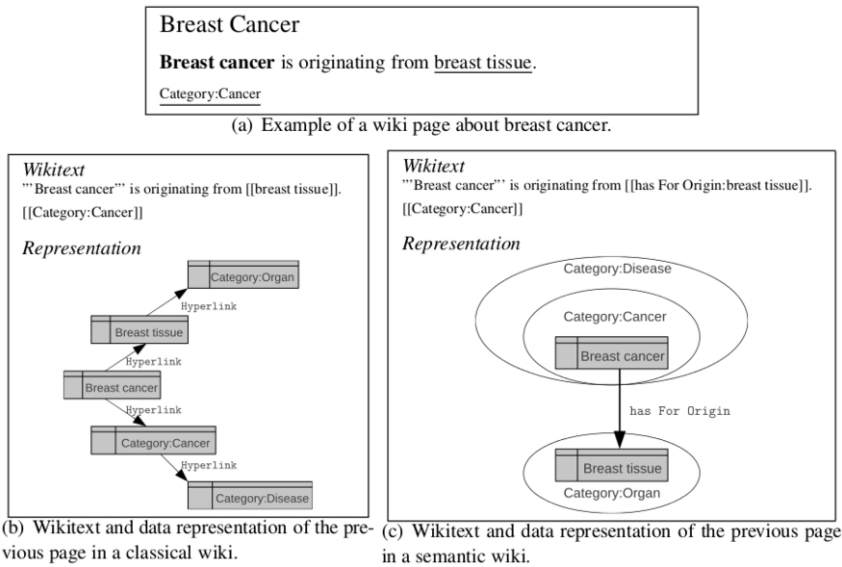 Breast Cancer
Breast cancer is originating from breast tissue.
Category:Cancer
(a) Example of a wiki page about breast cancer.
Wikitext
'''Breast cancer''' is originating from [[breast tissue]].
[[Category:Cancer]]
Representation
Category:Organ
Hyperlink
Breast tissue
Hyperlink
Breast cancer
Hyperlink
Category:Cancer
Hyperlink
Category:Disease
(b) Wikitext and data representation of the pre-
vious page in a classical wiki.
Wikitext
'''Breast cancer''' is originating from [[has For Origin:breast tissue]].
[[Category:Cancer]]
Representation
Category:Disease
Category:Cancer
Breast cancer
has For Origin
Breast tissue
Category:Organ
(c) Wikitext and data representation of the previous page
in a semantic wiki.